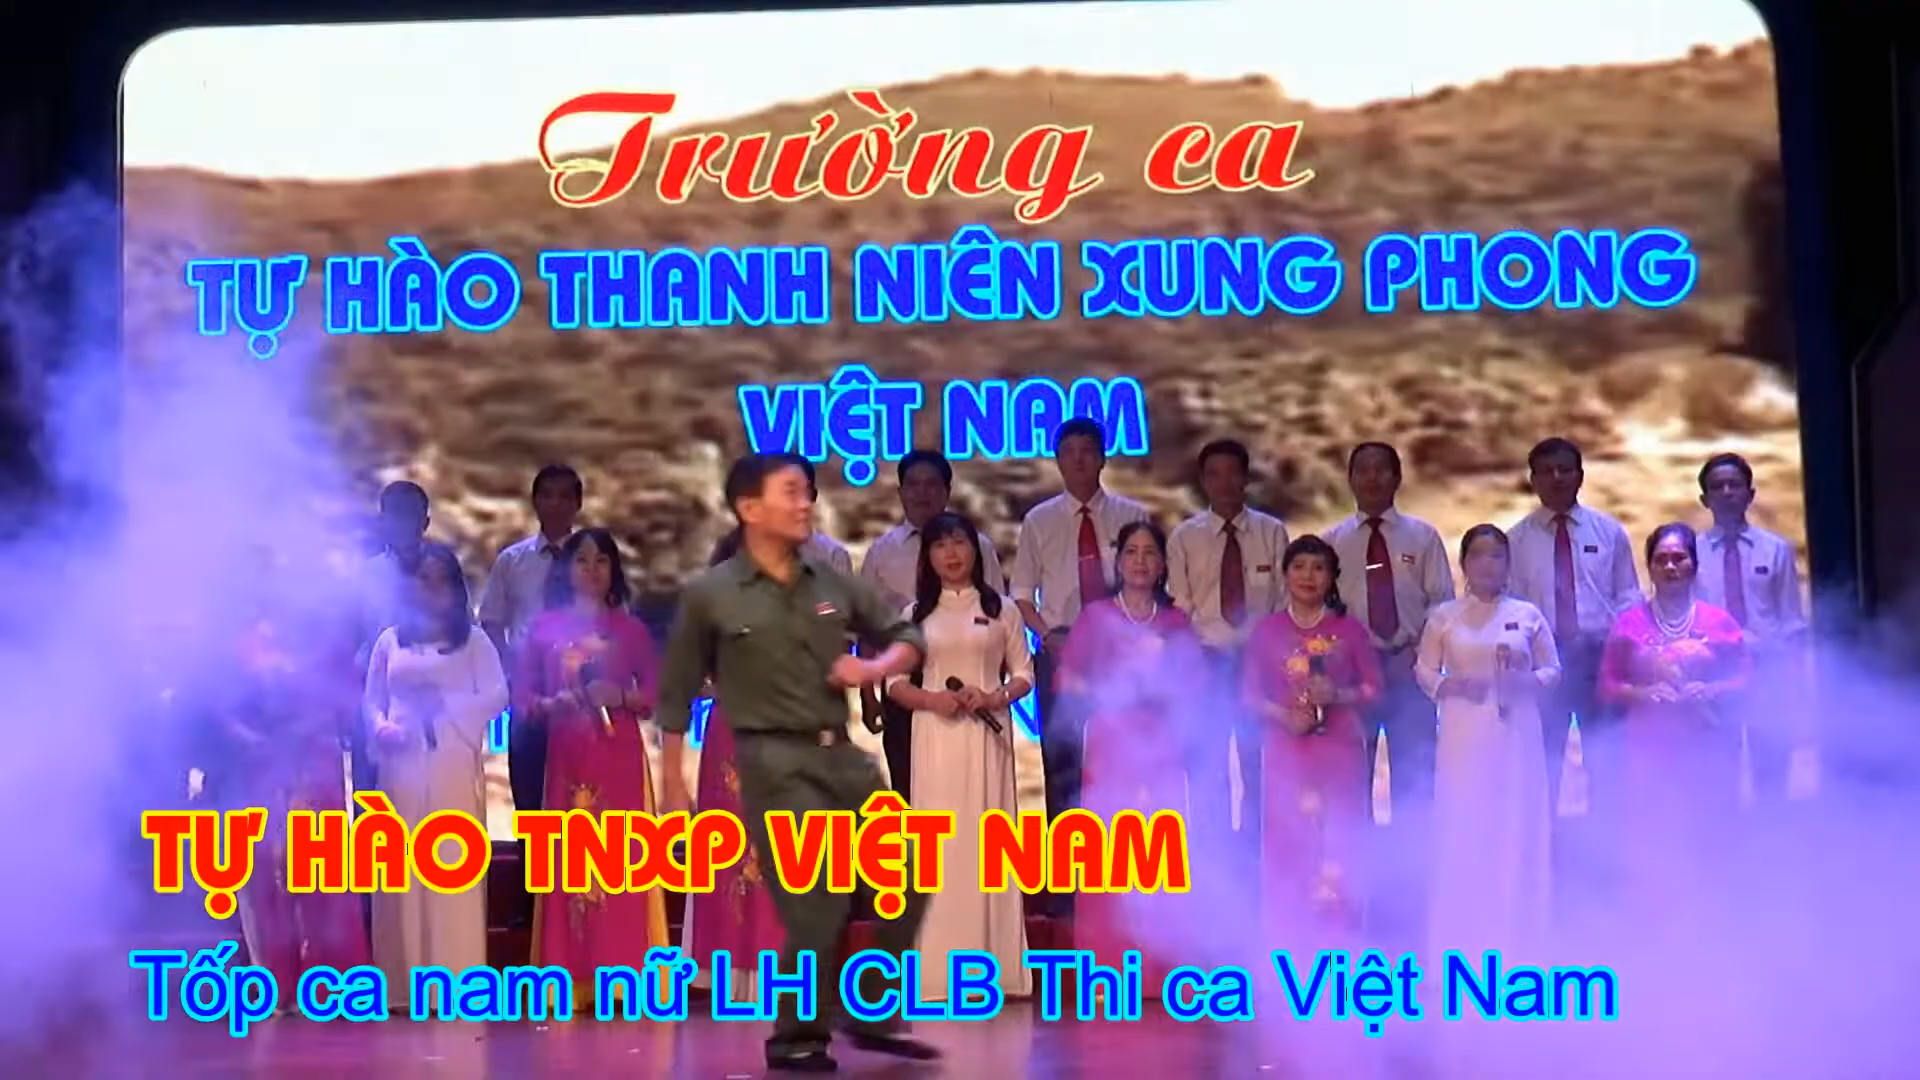 Trường ca
TỰ HÀO THANH NIÊN XUNG PHONG
VIỆT NAM
TỰ HÀO TNXP VIỆT NAM
Tốp ca nam nữ LH CLB Thi ca Việt Nam